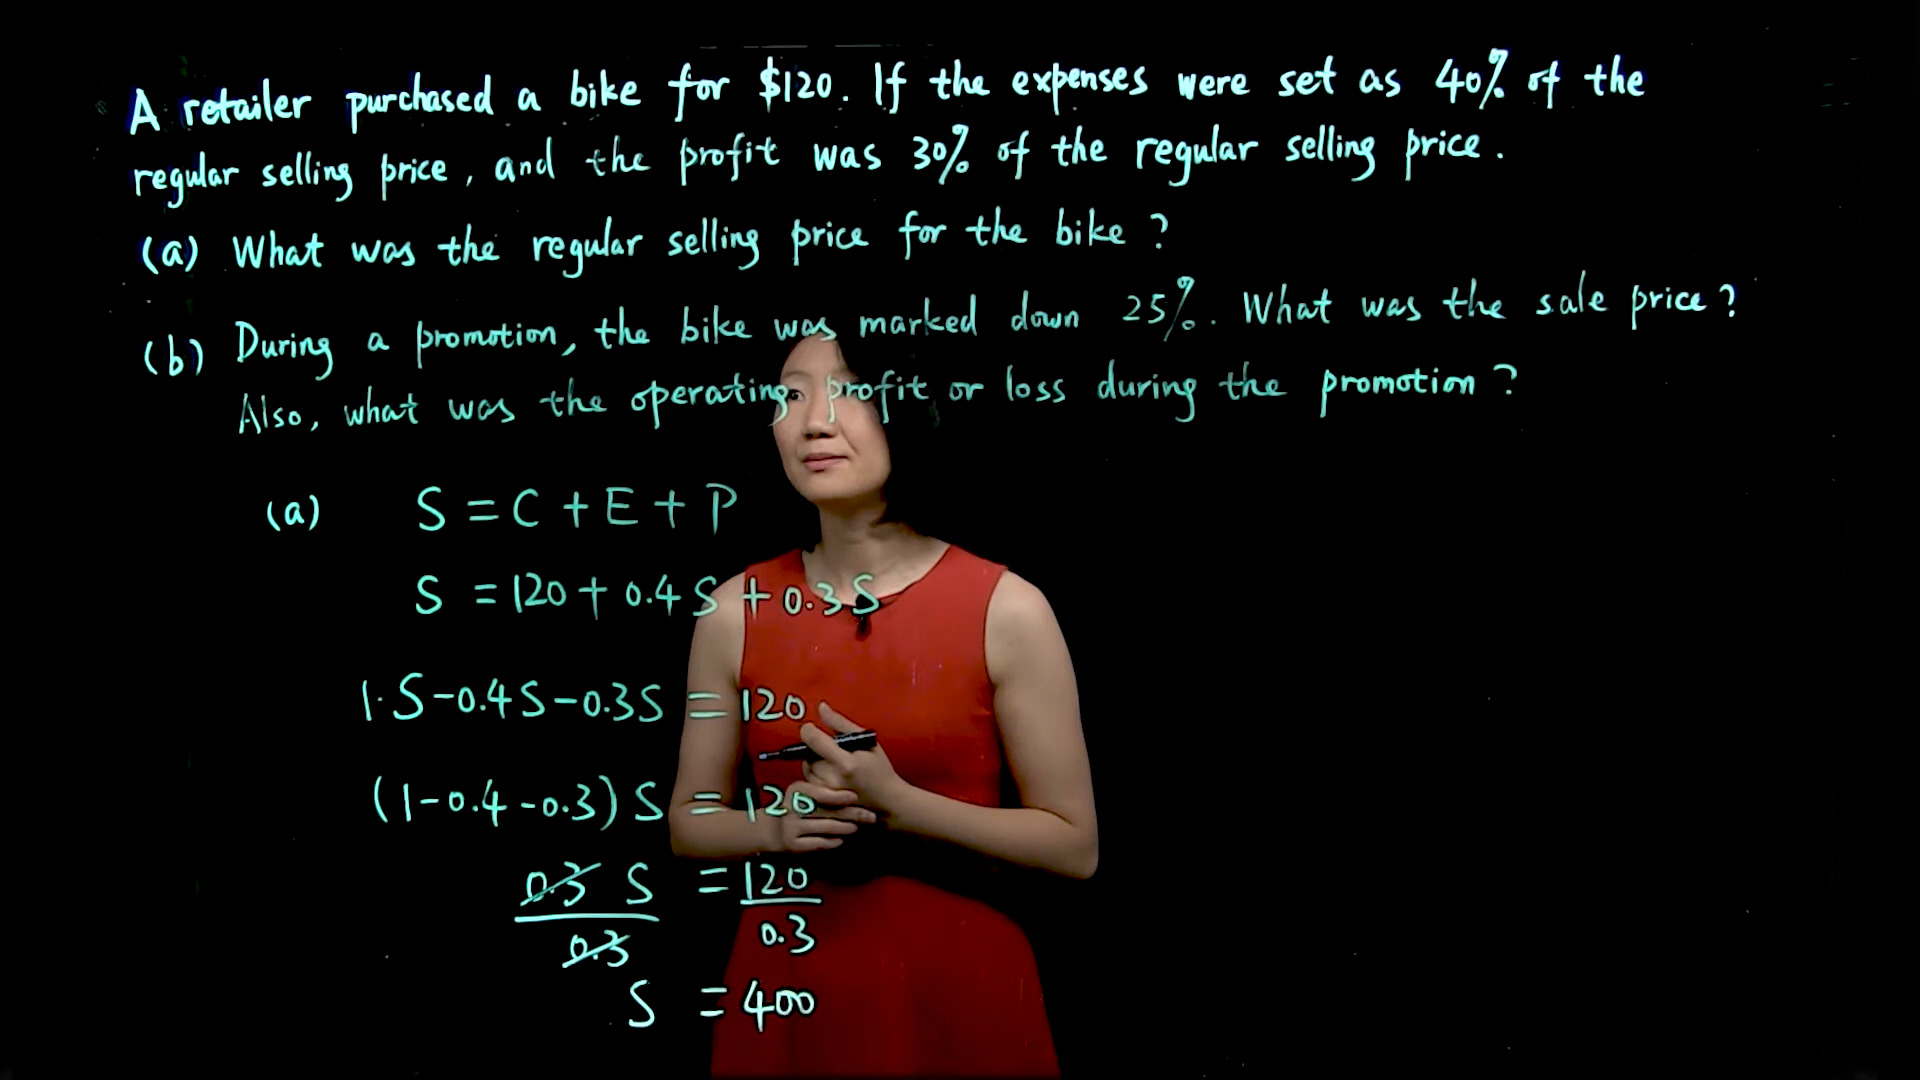 A retailer purchased a bike for $120. If the expenses were set as 40% of the
regular selling price, and the profit was 30% of the regular selling price.
(a) What was the regular selling price for the bike?
(b) During a promotion, the bike was marked down 25%. What was the sale price?
Also, what was the operating profit or loss during the promotion?
(a) S = C + E + P
S = 120 + 0.4 S + 0.3 S
1·S - 0.4 S - 0.3 S = 120
(1 - 0.4 - 0.3) S = 120
0.3 S = 120
0.3 0.3
S = 400